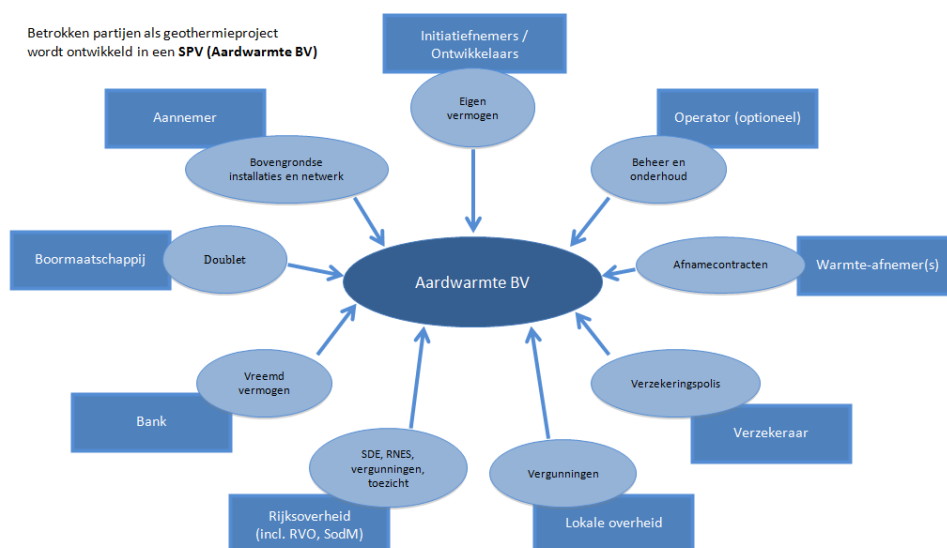 Betrokken partijen als geothermieproject
wordt ontwikkeld in een SPV (Aardwarmte BV)
Initiatiefnemers /
Ontwikkelaars
Eigen
vermogen
Aannemer
Bovengrondse
installaties en netwerk
Operator (optioneel)
Beheer en
onderhoud
Boormaatschappij
Doublet
Aardwarmte BV
Afnamecontracten
Warmte-afnemer(s)
Vreemd
vermogen
Bank
Verzekeringspolis
Verzekeraar
SDE, RNES,
vergunningen,
toezicht
Rijksoverheid
(incl. RVO, SodM)
Vergunningen
Lokale overheid